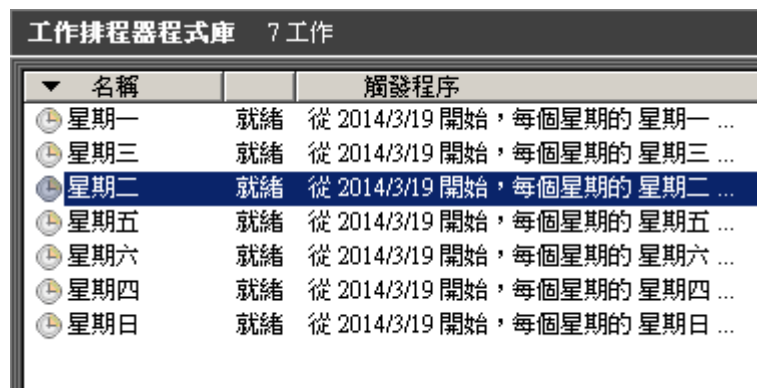 工作排程器程式庫 7 工作
▼ 名稱 觸發程序
星期一 就緒 從 2014/3/19 開始，每個星期的 星期一 ...
星期三 就緒 從 2014/3/19 開始，每個星期的 星期三 ...
星期二 就緒 從 2014/3/19 開始，每個星期的 星期二 ...
星期五 就緒 從 2014/3/19 開始，每個星期的 星期五 ...
星期六 就緒 從 2014/3/19 開始，每個星期的 星期六 ...
星期四 就緒 從 2014/3/19 開始，每個星期的 星期四 ...
星期日 就緒 從 2014/3/19 開始，每個星期的 星期日 ...